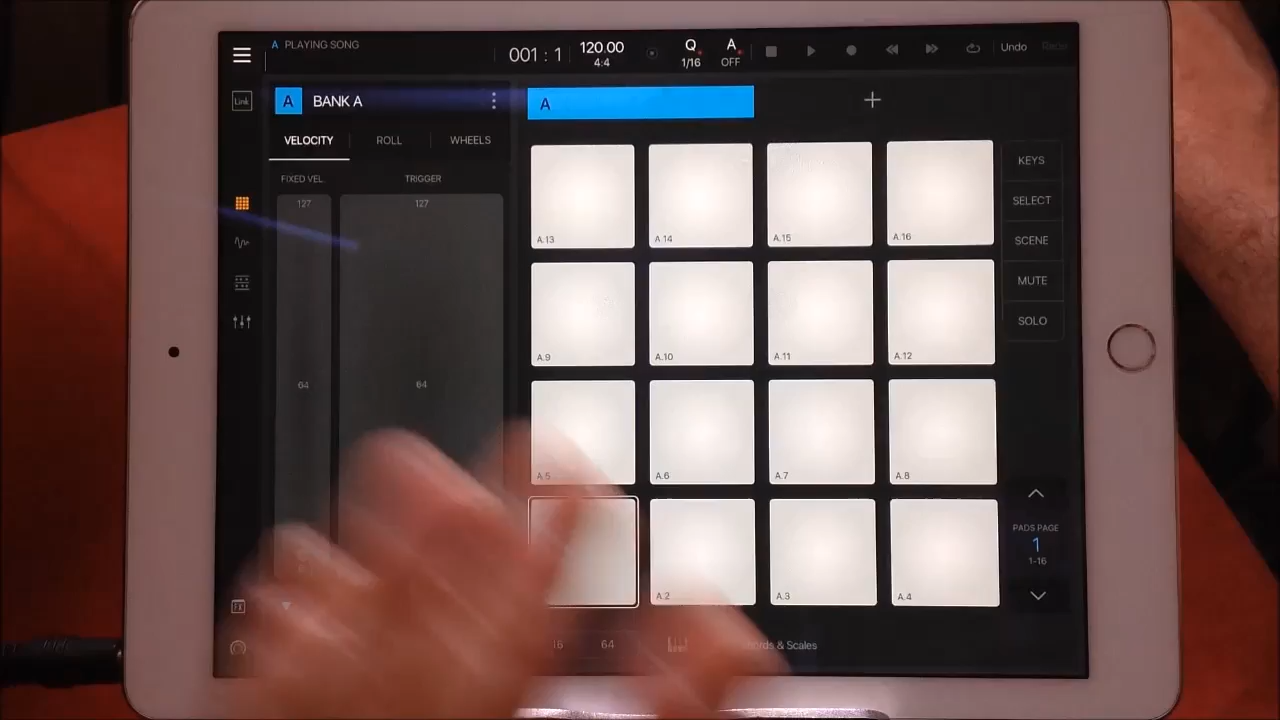 A PLAYING SONG
001 : 1
120.00
4:4
Q
1/16
A
OFF
Undo
Redo
Link
A BANK A
A
VELOCITY ROLL WHEELS
FIXED VEL. TRIGGER
127 127
64 64
A.13 A.14 A.15 A.16
A.9 A.10 A.11 A.12
A.5 A.6 A.7 A.8
A.2 A.3 A.4
KEYS
SELECT
SCENE
MUTE
SOLO
PADS PAGE
1
1-16
FX
64
& Scales